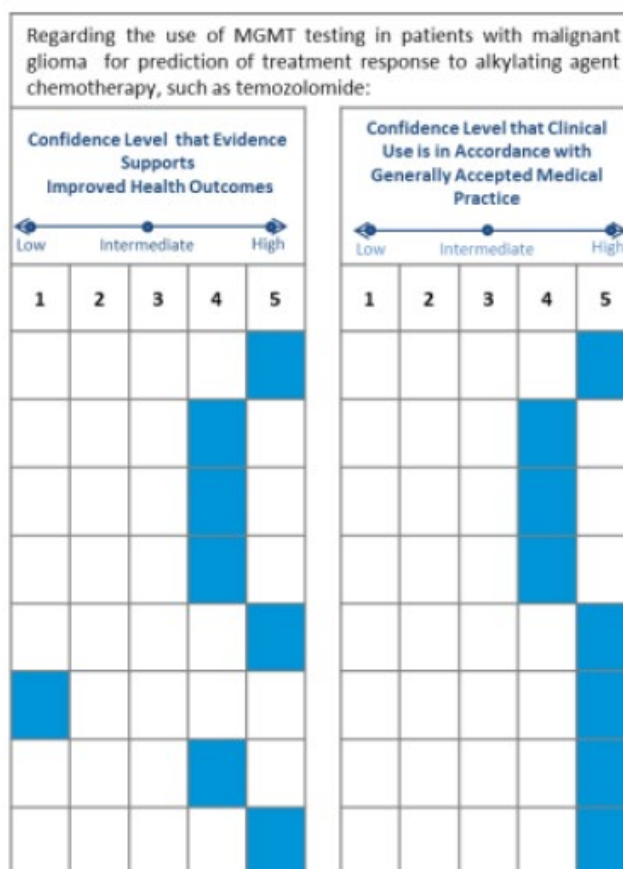 Regarding the use of MGMT testing in patients with malignant
glioma for prediction of treatment response to alkylating agent
chemotherapy, such as temozolomide:
Confidence Level that Evidence
Supports
Improved Health Outcomes
Low Intermediate High
1 2 3 4 5
Confidence Level that Clinical
Use is in Accordance with
Generally Accepted Medical
Practice
Low Intermediate High
1 2 3 4 5